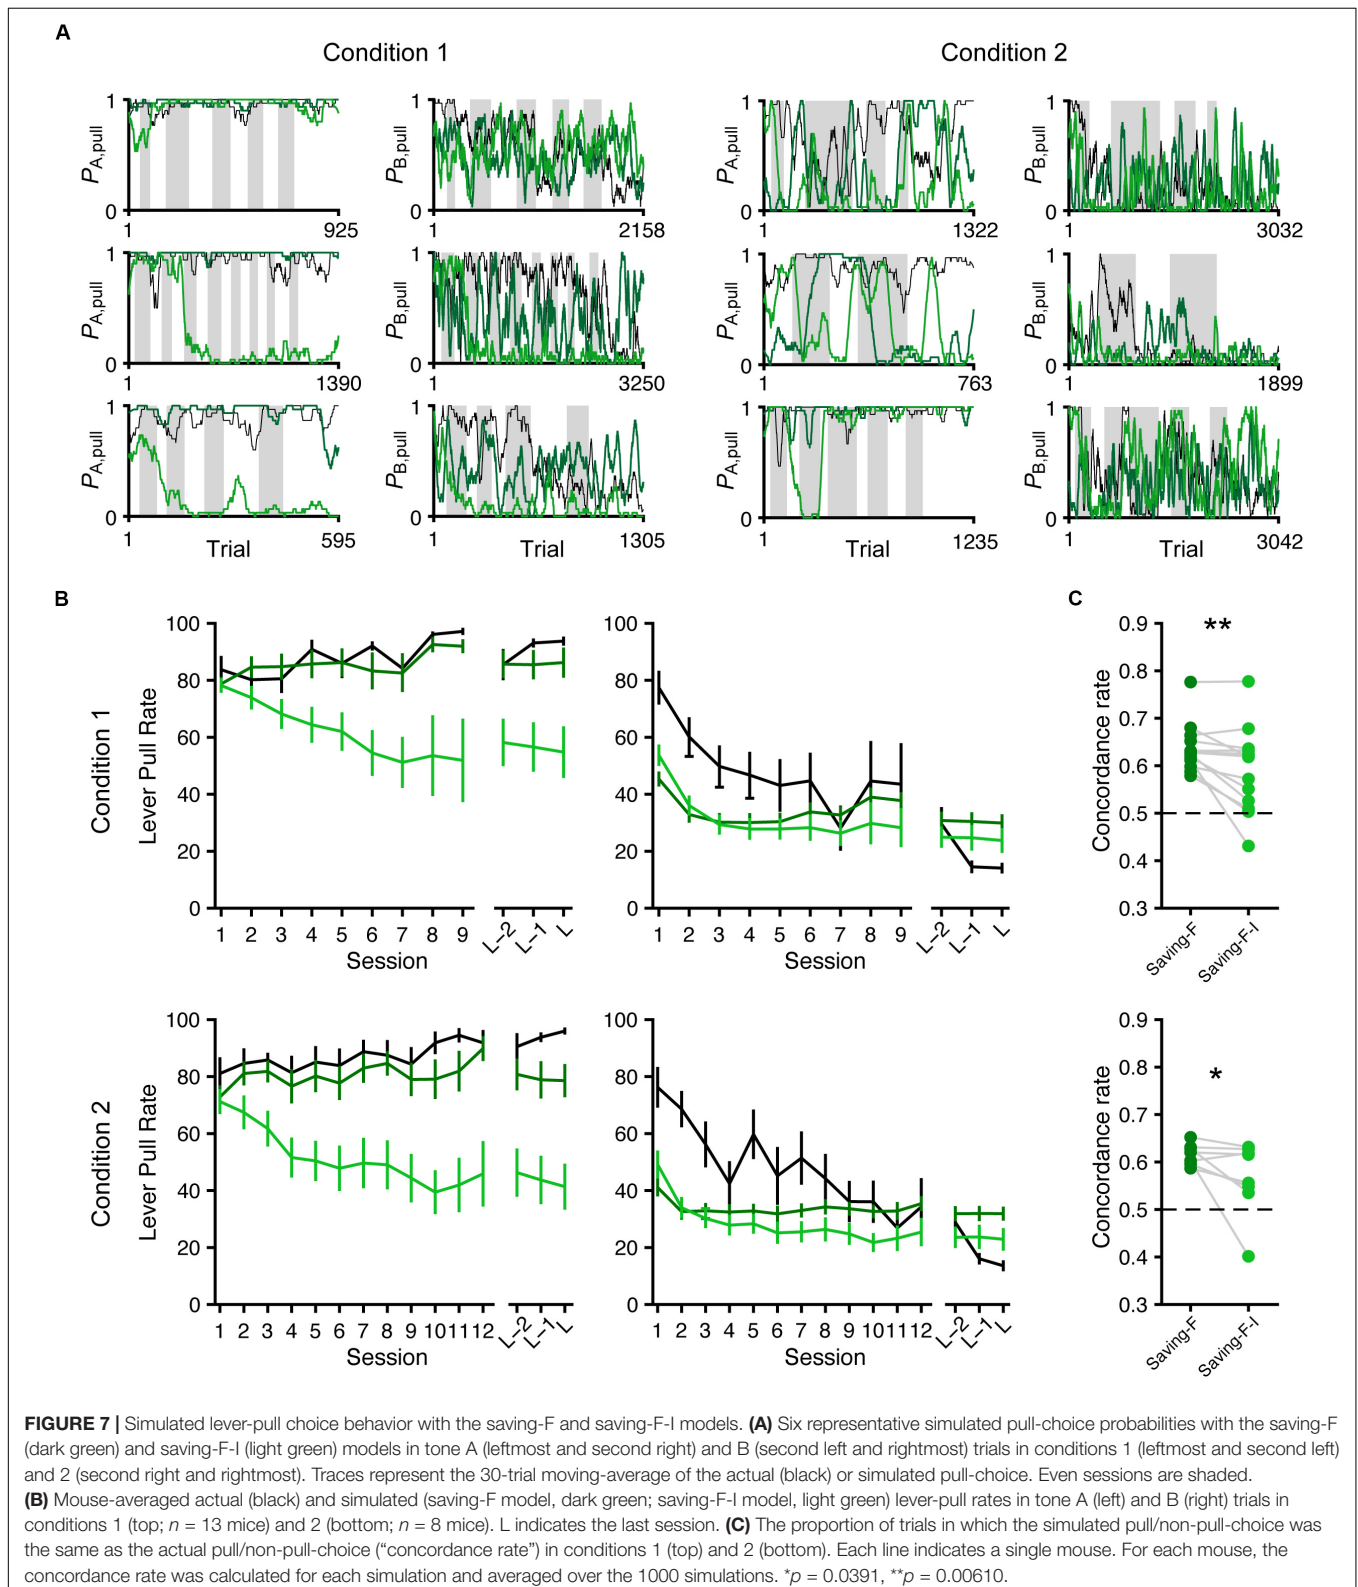 A
Condition 1
Condition 2
1
P A,pull
0
1
925
1
P B,pull
0
1
2158
1
P A,pull
0
1
1322
1
P B,pull
0
1
3032
1
P A,pull
0
1
1390
1
P B,pull
0
1
3250
1
P A,pull
0
1
763
1
P B,pull
0
1
1899
1
P A,pull
0
1
Trial
595
1
P B,pull
0
1
1305
1
P A,pull
0
1
Trial
1235
1
P B,pull
0
1
Trial
3042
B
Condition 1
Lever Pull Rate
100
80
60
40
20
0
1 2 3 4 5 6 7 8 9 L-2 L-1 L
Session
100
80
60
40
20
0
1 2 3 4 5 6 7 8 9 L-2 L-1 L
Session
C
**
Concordance rate
0.9
0.8
0.7
0.6
0.5
0.4
0.3
Saving-F
Saving-F-I
Condition 2
Lever Pull Rate
100
80
60
40
20
0
1 2 3 4 5 6 7 8 9 10 11 12 L-2 L-1 L
Session
100
80
60
40
20
0
1 2 3 4 5 6 7 8 9 10 11 12 L-2 L-1 L
Session
*
Concordance rate
0.9
0.8
0.7
0.6
0.5
0.4
0.3
Saving-F
Saving-F-I
FIGURE 7 | Simulated lever-pull choice behavior with the saving-F and saving-F-I models. (A) Six representative simulated pull-choice probabilities with the saving-F
(dark green) and saving-F-I (light green) models in tone A (leftmost and second right) and B (second left and rightmost) trials in conditions 1 (leftmost and second left)
and 2 (second right and rightmost). Traces represent the 30-trial moving-average of the actual (black) or simulated pull-choice. Even sessions are shaded.
(B) Mouse-averaged actual (black) and simulated (saving-F model, dark green; saving-F-I model, light green) lever-pull rates in tone A (left) and B (right) trials in
conditions 1 (top; n = 13 mice) and 2 (bottom; n = 8 mice). L indicates the last session. (C) The proportion of trials in which the simulated pull/non-pull-choice was
the same as the actual pull/non-pull-choice (“concordance rate”) in conditions 1 (top) and 2 (bottom). Each line indicates a single mouse. For each mouse, the
concordance rate was calculated for each simulation and averaged over the 1000 simulations. *p = 0.0391, **p = 0.00610.